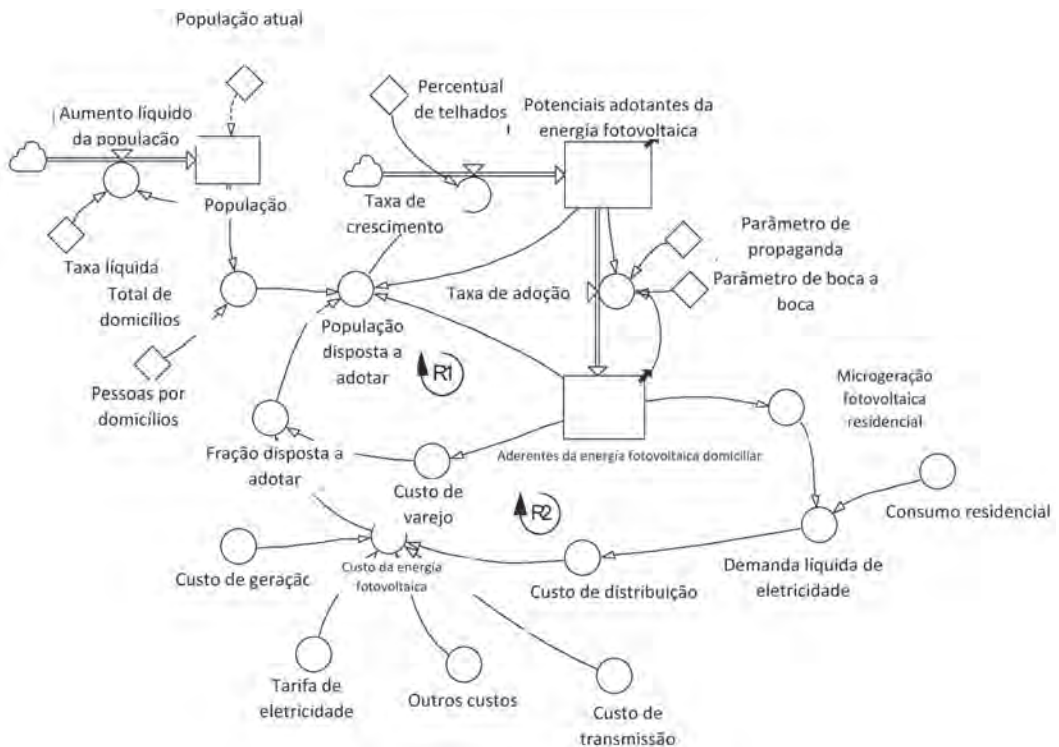 População atual
Aumento líquido
da população
População
Taxa líquida
Total de
domicílios
Pessoas por
domicílios
Percentual
de telhados
Taxa de
crescimento
Potenciais adotantes da
energia fotovoltaica
Parâmetro de
propaganda
Parâmetro de boca a
boca
Taxa de adoção
População
disposta a
adotar
R1
Microgeração
fotovoltaica
residencial
Fração disposta a
adotar
Aderentes da energia fotovoltaica domiciliar
Custo de
varejo
R2
Consumo residencial
Custo de geração
Custo da energia
fotovoltaica
Custo de distribuição
Demanda líquida de
eletricidade
Tarifa de
eletricidade
Outros custos
Custo de
transmissão